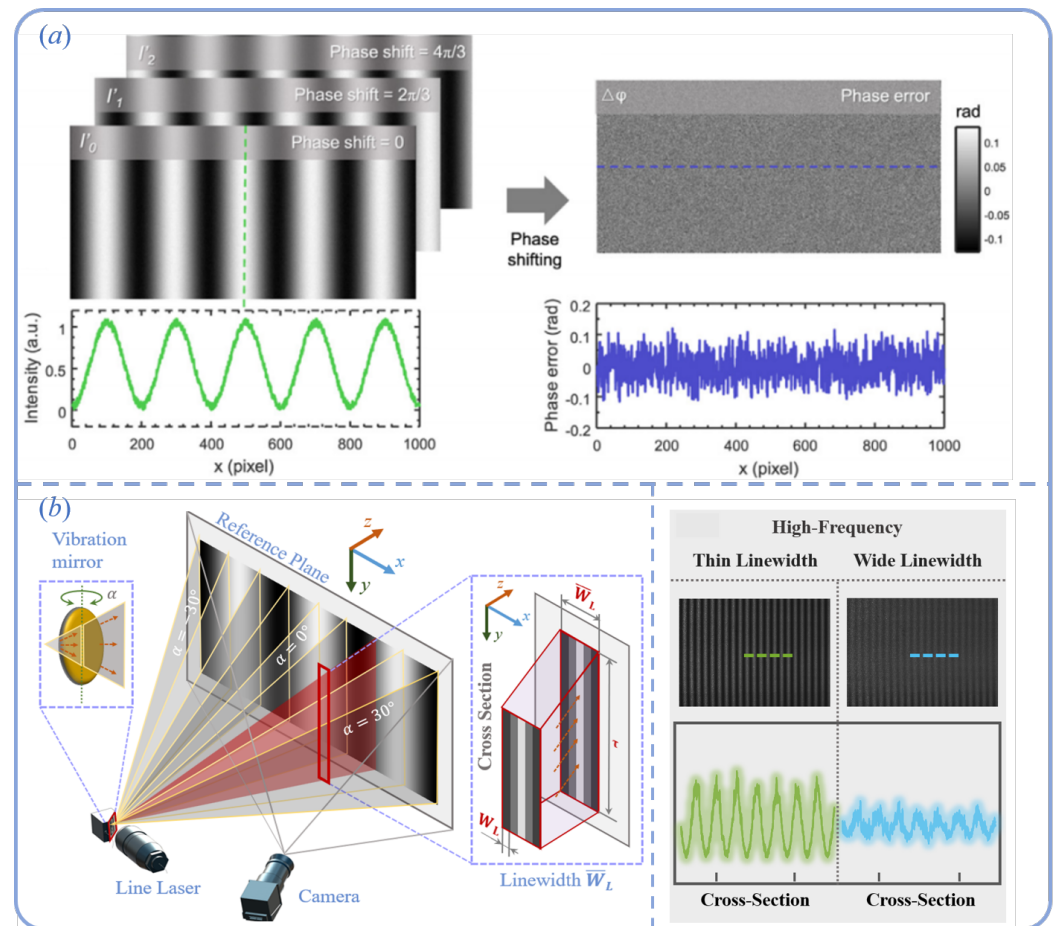 (a)
I'2
Phase shift = 4π/3
I'1
Phase shift = 2π/3
I'0
Phase shift = 0
Phase
shifting
Δφ
Phase error
rad
0.1
0.05
0
-0.05
-0.1
Intensity (a.u.)
1
0.5
0
0
200
400
600
800
1000
x (pixel)
Phase error (rad)
0.2
0.1
0
-0.1
-0.2
0
200
400
600
800
1000
x (pixel)
(b)
Vibration
mirror
α
Reference Plane
z
x
y
α = −30°
α = 0°
α = 30°
Line Laser
Camera
z
x
y
Cross Section
W̅L
τ
WL
Linewidth W̅L
High-Frequency
Thin Linewidth
Wide Linewidth
Cross-Section
Cross-Section